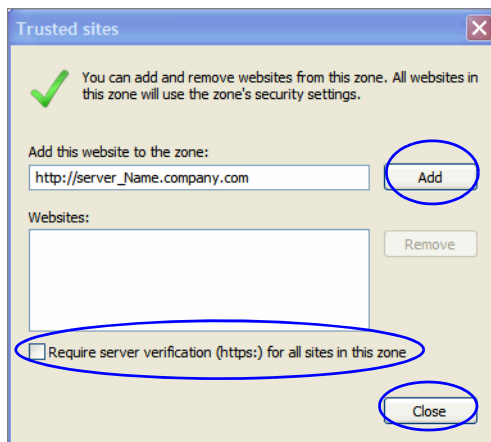 Trusted sites
You can add and remove websites from this zone. All websites in
this zone will use the zone's security settings.
Add this website to the zone:
http://server_Name.company.com
Add
Websites:
Remove
Require server verification (https:) for all sites in this zone
Close